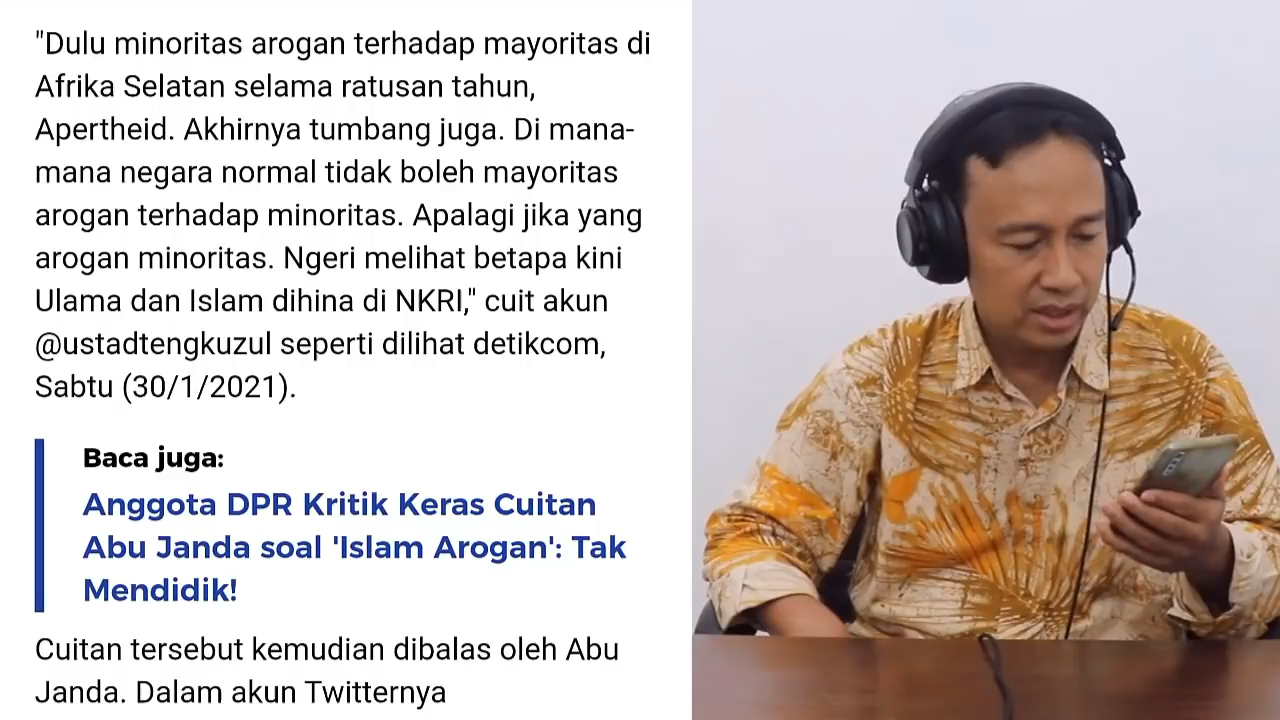 "Dulu minoritas arogan terhadap mayoritas di
Afrika Selatan selama ratusan tahun,
Apertheid. Akhirnya tumbang juga. Di mana-
mana negara normal tidak boleh mayoritas
arogan terhadap minoritas. Apalagi jika yang
arogan minoritas. Ngeri melihat betapa kini
Ulama dan Islam dihina di NKRI," cuit akun
@ustadtengkuzul seperti dilihat detikcom,
Sabtu (30/1/2021).
Baca juga:
Anggota DPR Kritik Keras Cuitan
Abu Janda soal 'Islam Arogan': Tak
Mendidik!
Cuitan tersebut kemudian dibalas oleh Abu
Janda. Dalam akun Twitternya